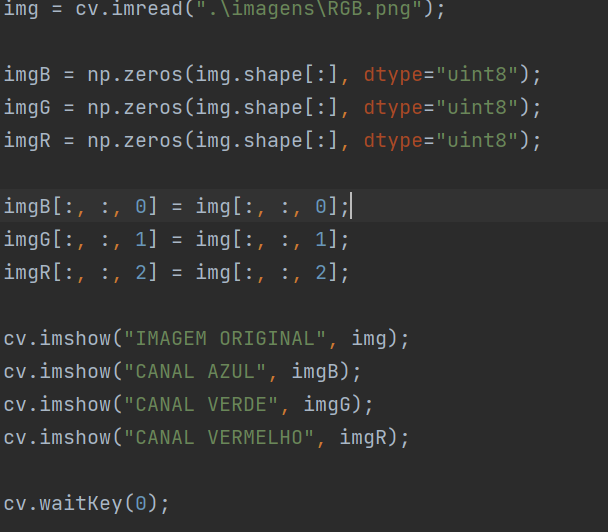 img = cv.imread(".\imagens\RGB.png");
imgB = np.zeros(img.shape[:], dtype="uint8");
imgG = np.zeros(img.shape[:], dtype="uint8");
imgR = np.zeros(img.shape[:], dtype="uint8");
imgB[:, :, 0] = img[:, :, 0];
imgG[:, :, 1] = img[:, :, 1];
imgR[:, :, 2] = img[:, :, 2];
cv.imshow("IMAGEM ORIGINAL", img);
cv.imshow("CANAL AZUL", imgB);
cv.imshow("CANAL VERDE", imgG);
cv.imshow("CANAL VERMELHO", imgR);
cv.waitKey(0);